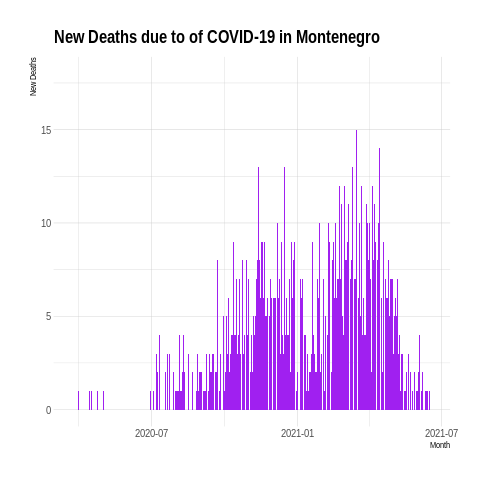 New Deaths due to of COVID-19 in Montenegro
New Deaths
15
10
5
0
2020-07
2021-01
2021-07
Month